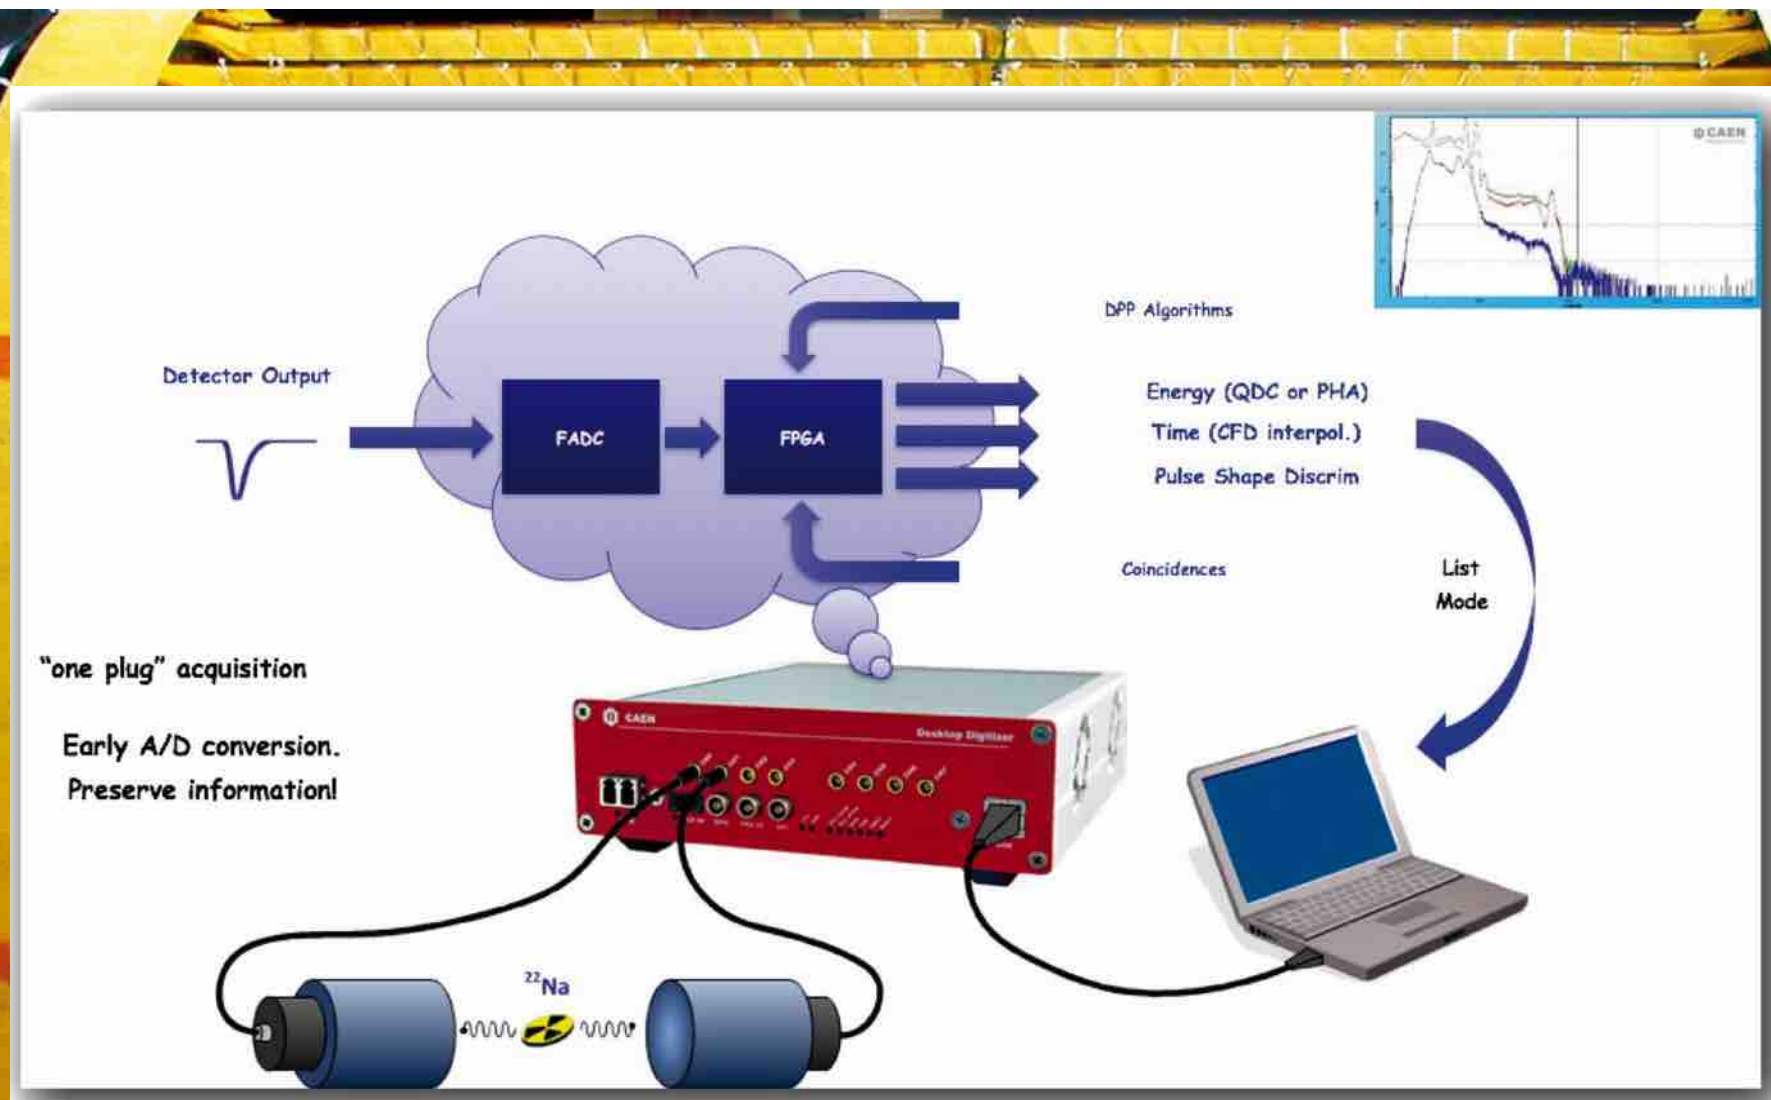 CAEN
DPP Algorithms
Detector Output
Energy (QDC or PHA)
FADC
FPGA
Time (CFD interpol.)
Pulse Shape Discrim
Coincidences
List
Mode
"one plug" acquisition
CAEN
Desktop Digitizer
Early A/D conversion.
Preserve information!
22Na